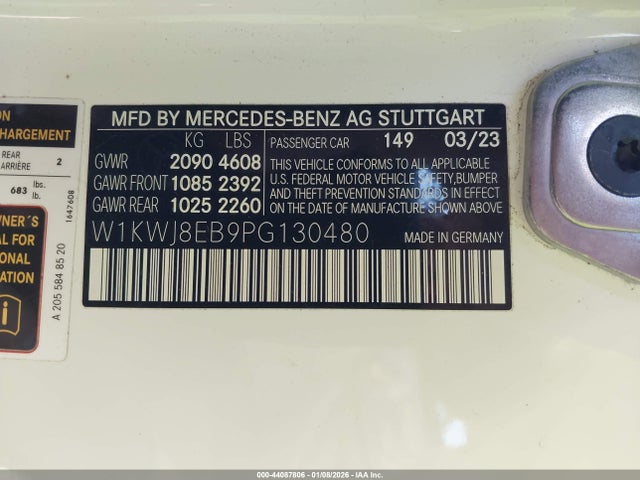 ON
CHARGEMENT
REAR
ARRIÈRE 2
683 lbs.
lb.
1647608
OWNER´S
AL FOR
IONAL
ATION
i
A 205 584 85 20
MFD BY MERCEDES-BENZ AG STUTTGART
KG LBS PASSENGER CAR 149 03/23
GVWR 2090 4608
GAWR FRONT 1085 2392
GAWR REAR 1025 2260
THIS VEHICLE CONFORMS TO ALL APPLICABLE
U.S. FEDERAL MOTOR VEHICLE SAFETY,BUMPER
AND THEFT PREVENTION STANDARDS IN EFFECT
ON THE DATE OF MANUFACTURE SHOWN ABOVE.
W1KWJ8EB9PG130480 MADE IN GERMANY
000-44087806 - 01/08/2026 - IAA Inc.